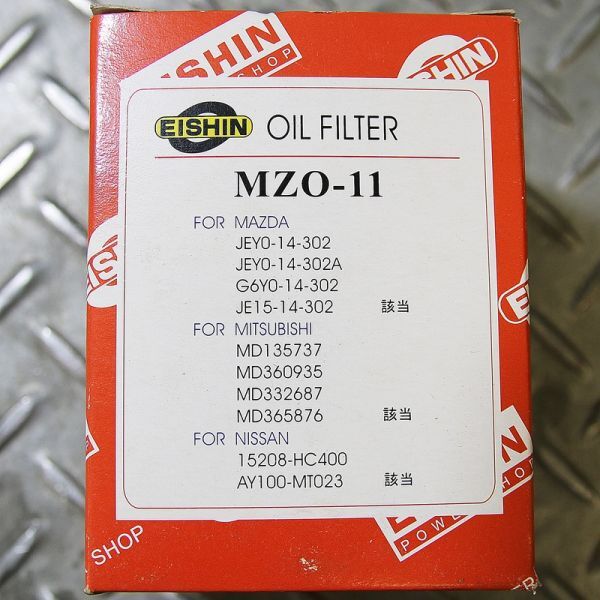 EISHIN
SHOP
EISHIN
EISHIN OIL FILTER
MZO-11
FOR MAZDA
JEY0-14-302
JEY0-14-302A
G6Y0-14-302
JE15-14-302 該当
FOR MITSUBISHI
MD135737
MD360935
MD332687
MD365876 該当
FOR NISSAN
15208-HC400
AY100-MT023 該当
EISHIN
SHOP